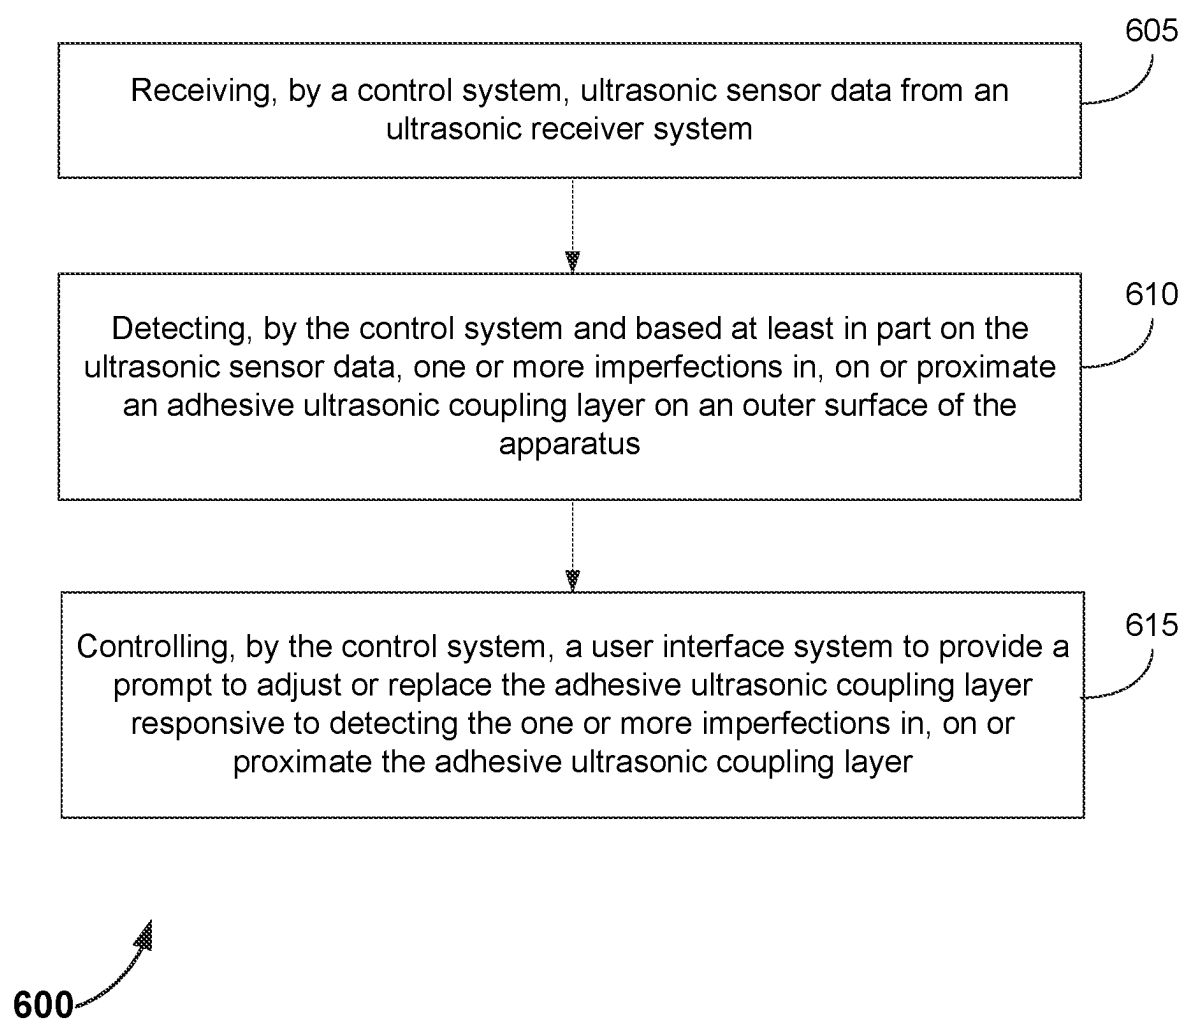 605
Receiving, by a control system, ultrasonic sensor data from an
ultrasonic receiver system
610
Detecting, by the control system and based at least in part on the
ultrasonic sensor data, one or more imperfections in, on or proximate
an adhesive ultrasonic coupling layer on an outer surface of the
apparatus
615
Controlling, by the control system, a user interface system to provide a
prompt to adjust or replace the adhesive ultrasonic coupling layer
responsive to detecting the one or more imperfections in, on or
proximate the adhesive ultrasonic coupling layer
600